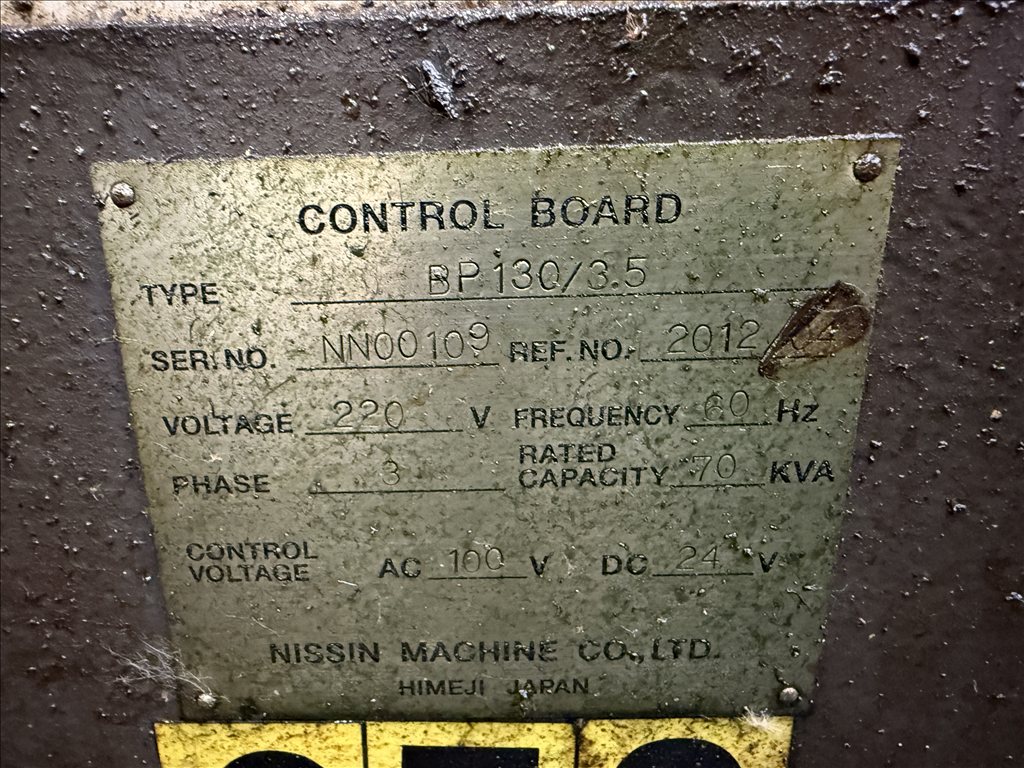 CONTROL BOARD
TYPE BP130/3.5
SER. NO. NN00109 REF. NO. 2012
VOLTAGE 220 V FREQUENCY 60 Hz
PHASE 3 RATED CAPACITY 70 KVA
CONTROL VOLTAGE AC 100 V DC 24 V
NISSIN MACHINE CO., LTD.
HIMEJI JAPAN